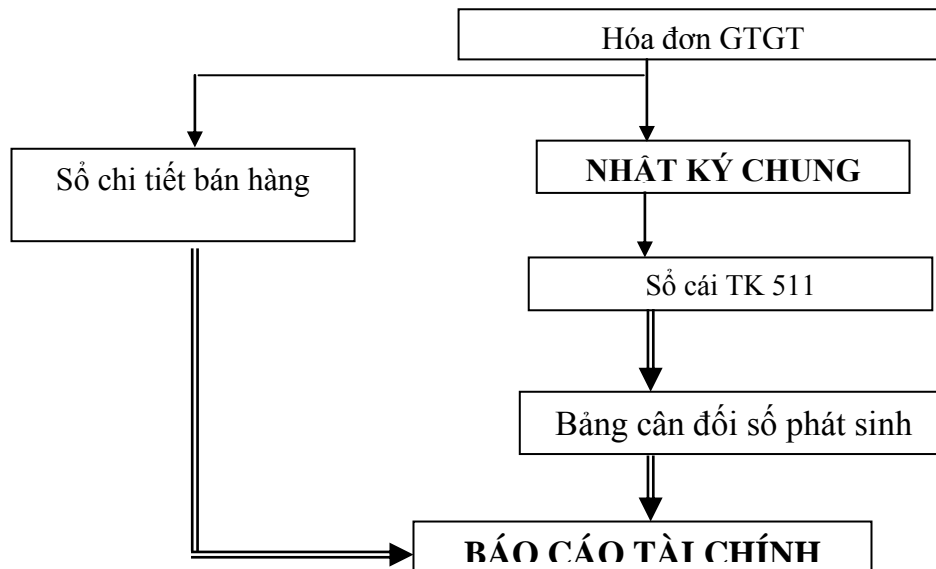 Hóa đơn GTGT
Sổ chi tiết bán hàng
NHẬT KÝ CHUNG
Sổ cái TK 511
Bảng cân đối số phát sinh
BÁO CÁO TÀI CHÍNH